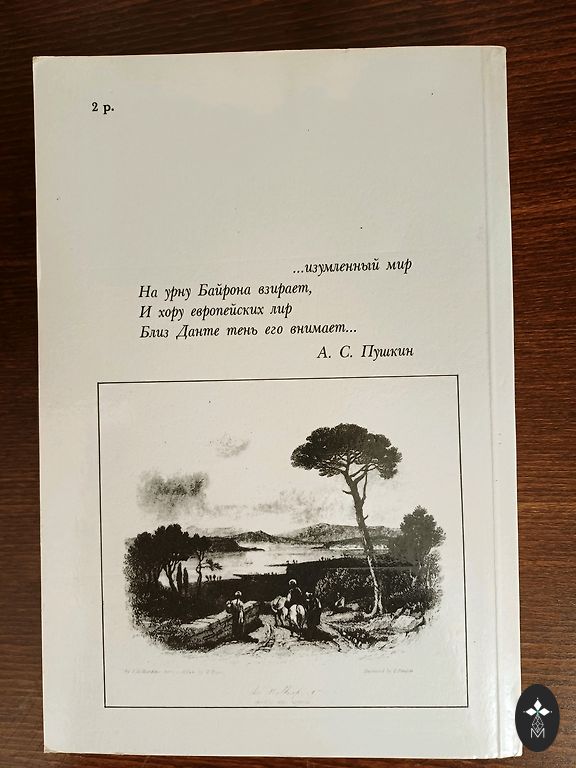 2 р.
...изумленный мир
На урну Байрона взирает,
И хору европейских лир
Близ Данте тень его внимает...
А. С. Пушкин